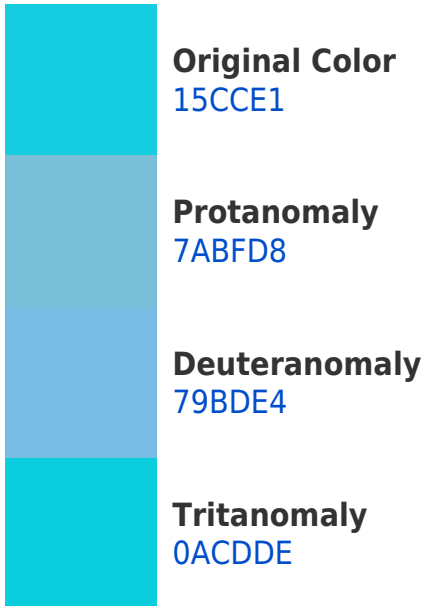 Original Color
15CCE1
Protanomaly
7ABFD8
Deuteranomaly
79BDE4
Tritanomaly
0ACDDE